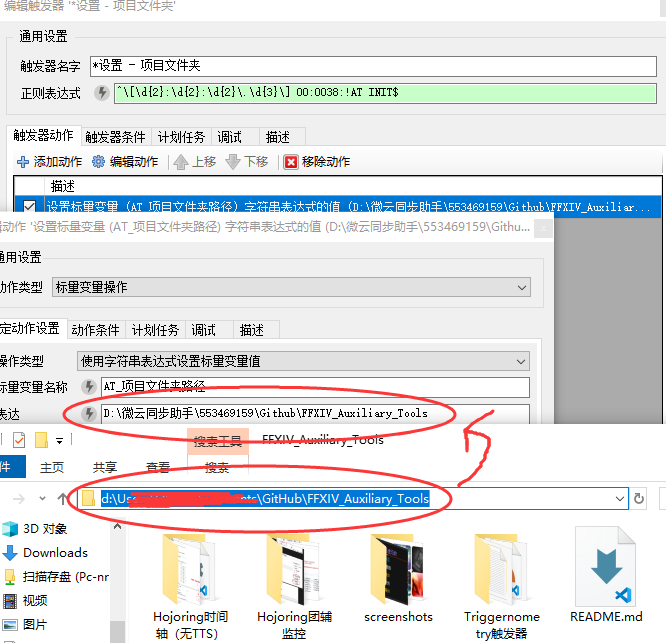 编辑触发器 '*设置 - 项目文件夹'
通用设置
触发器名字 *设置 - 项目文件夹
正则表达式 ^\[\d{2}:\d{2}:\d{2}\.\d{3}\] 00:0038:!AT INIT$
触发器动作 触发器条件 计划任务 调试 描述
添加动作 编辑动作 上移 下移 移除动作
描述
设置标量变量 (AT_项目文件夹路径) 字符串表达式的值 (D:\微云同步助手\553469159\Github\FFXIV_Auxiliar...
动作 '设置标量变量 (AT_项目文件夹路径) 字符串表达式的值 (D:\微云同步助手\553469159\Githu...
通用设置
动作类型 标量变量操作
定动作设置 动作条件 计划任务 调试 描述
操作类型 使用字符串表达式设置标量变量值
标量变量名称 AT_项目文件夹路径
表达 D:\微云同步助手\553469159\Github\FFXIV_Auxiliary_Tools
搜索工具 FFXIV_Auxiliary_Tools
件 主页 共享 查看 搜索
d:\Us ts\GitHub\FFXIV_Auxiliary_Tools
3D 对象
Downloads
扫描存盘 (Pc-nr
视频
图片
Hojoring时间
轴（无TTS）
Hojoring团辅
监控
screenshots
Triggernome
try触发器
README.md